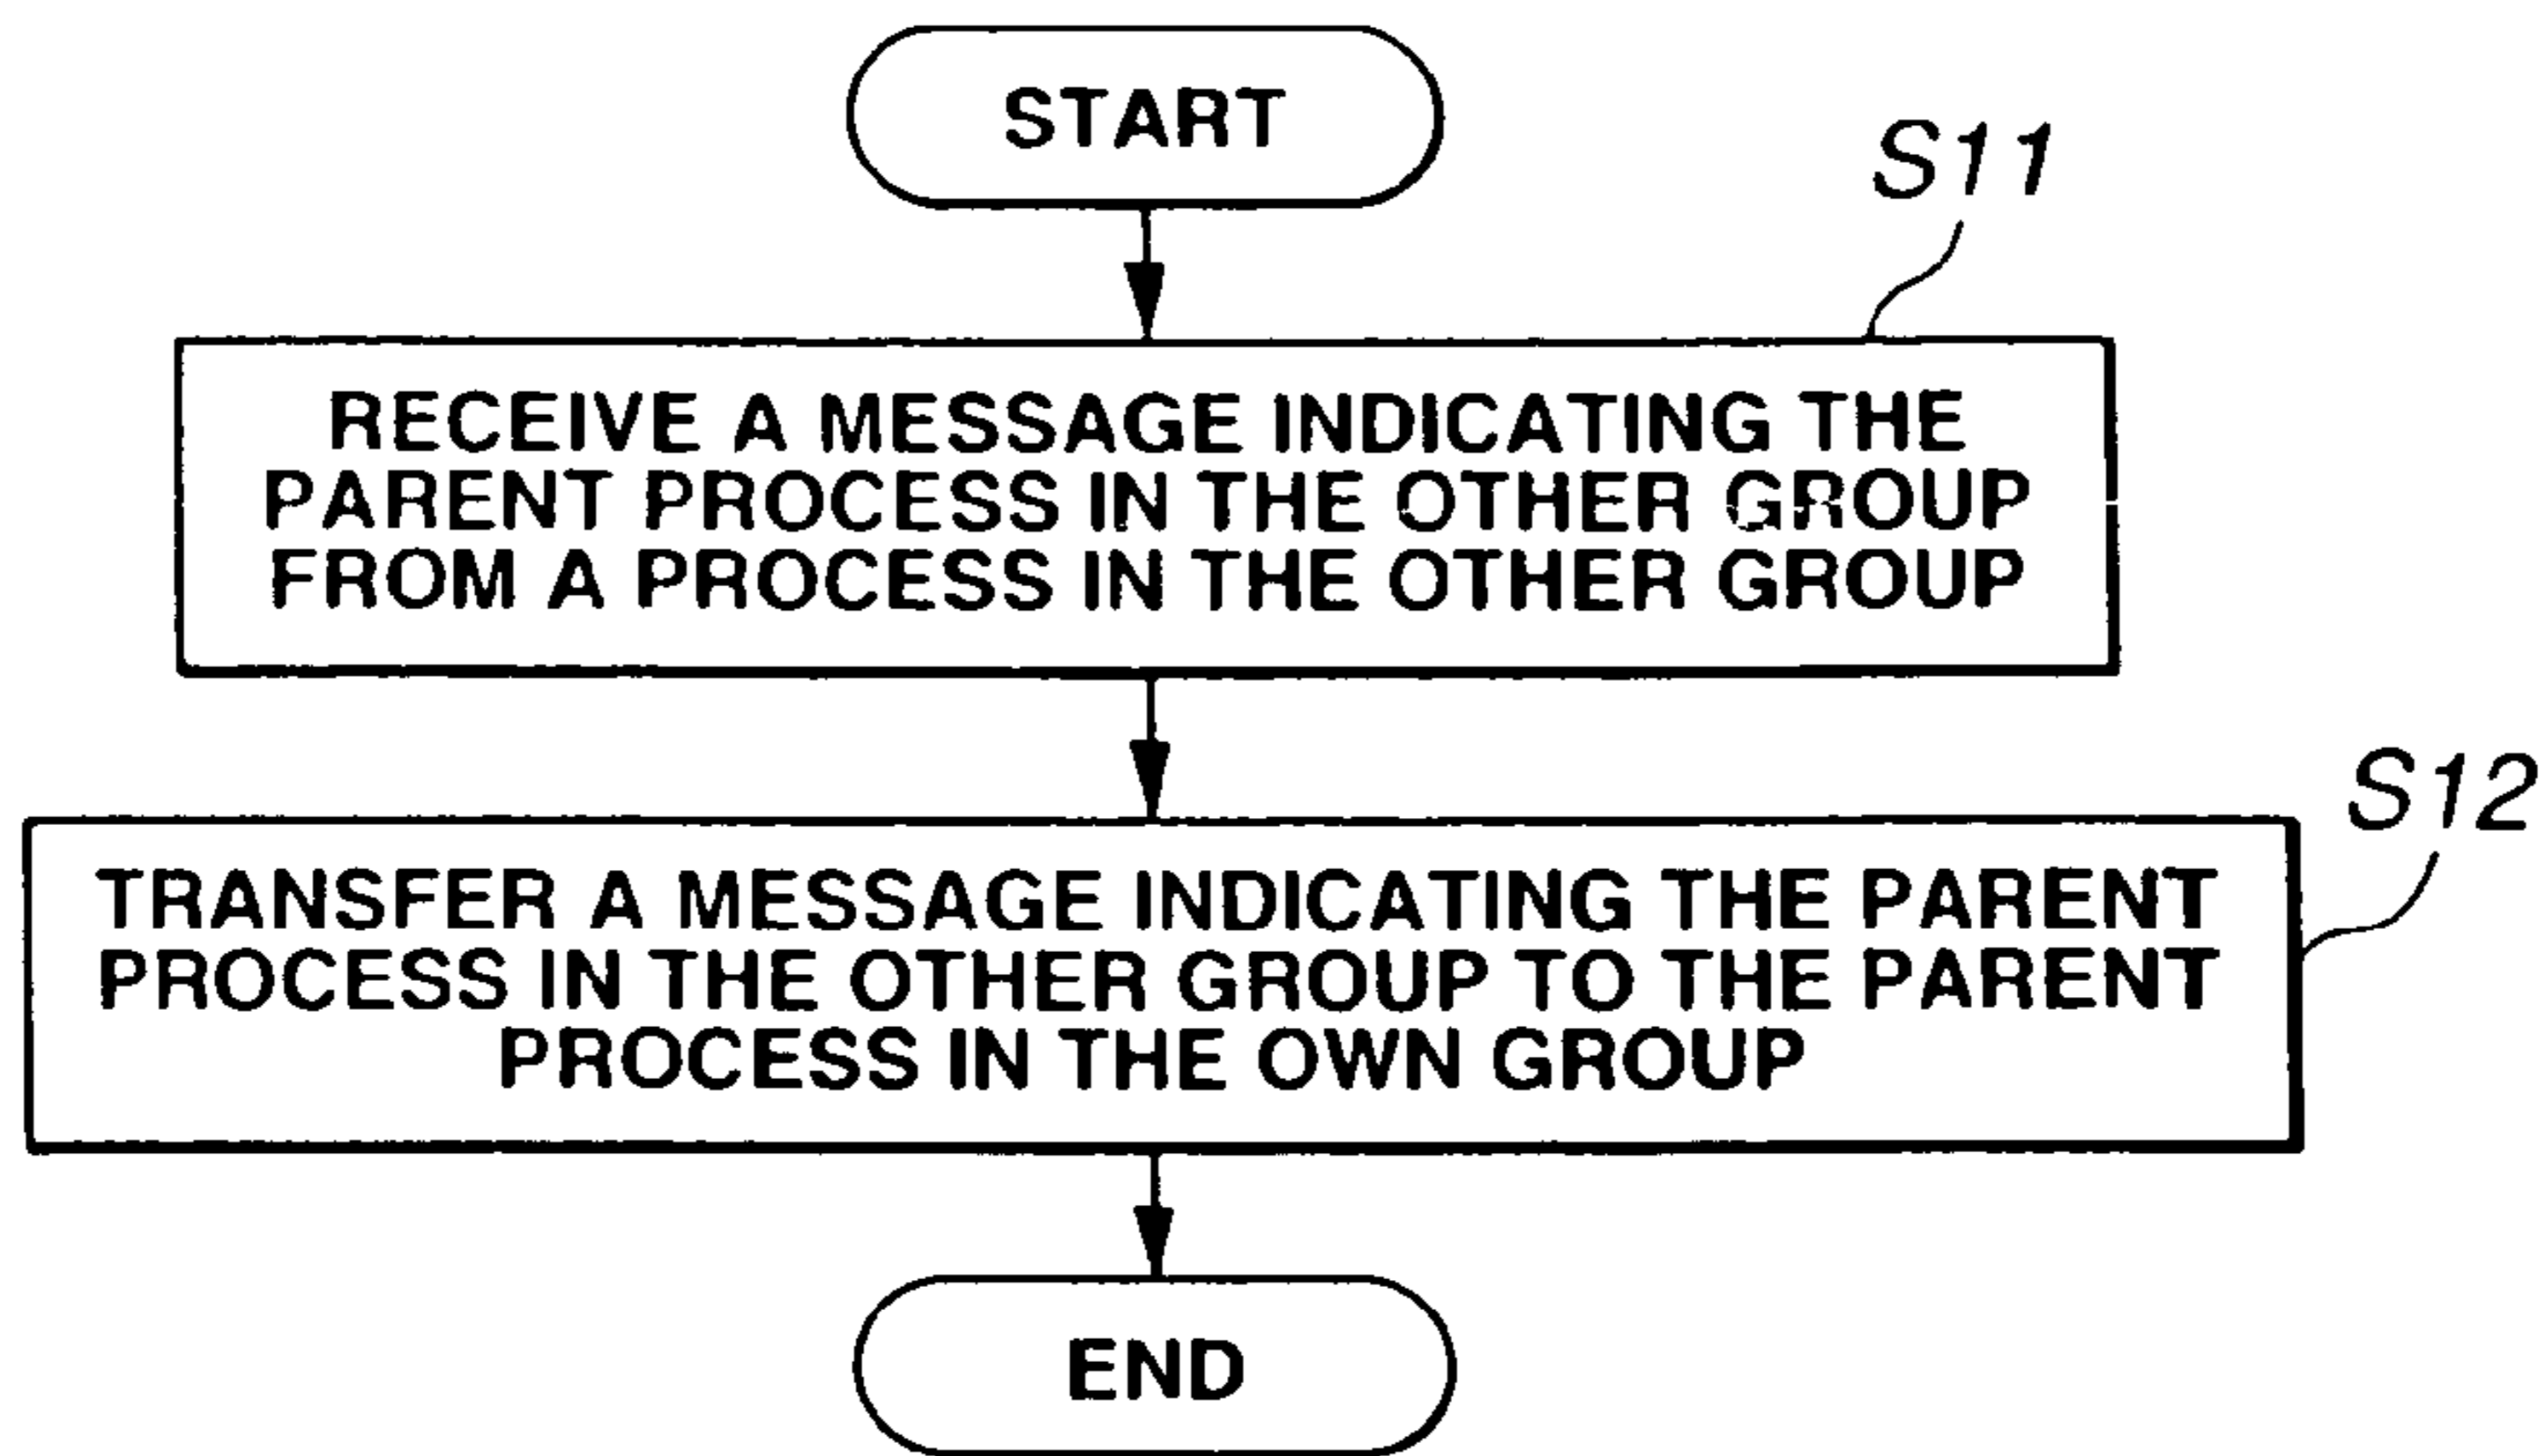 START
S11
RECEIVE A MESSAGE INDICATING THE
PARENT PROCESS IN THE OTHER GROUP
FROM A PROCESS IN THE OTHER GROUP
S12
TRANSFER A MESSAGE INDICATING THE PARENT
PROCESS IN THE OTHER GROUP TO THE PARENT
PROCESS IN THE OWN GROUP
END